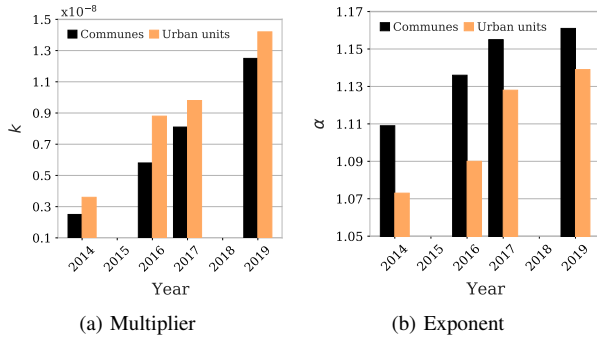 x10⁻⁸
1.5
1.3
1.1
0.9
0.7
0.5
0.3
0.1
k
Communes Urban units
2014 2015 2016 2017 2018 2019
Year
(a) Multiplier
1.17
1.15
1.13
1.11
1.09
1.07
1.05
α
Communes Urban units
2014 2015 2016 2017 2018 2019
Year
(b) Exponent